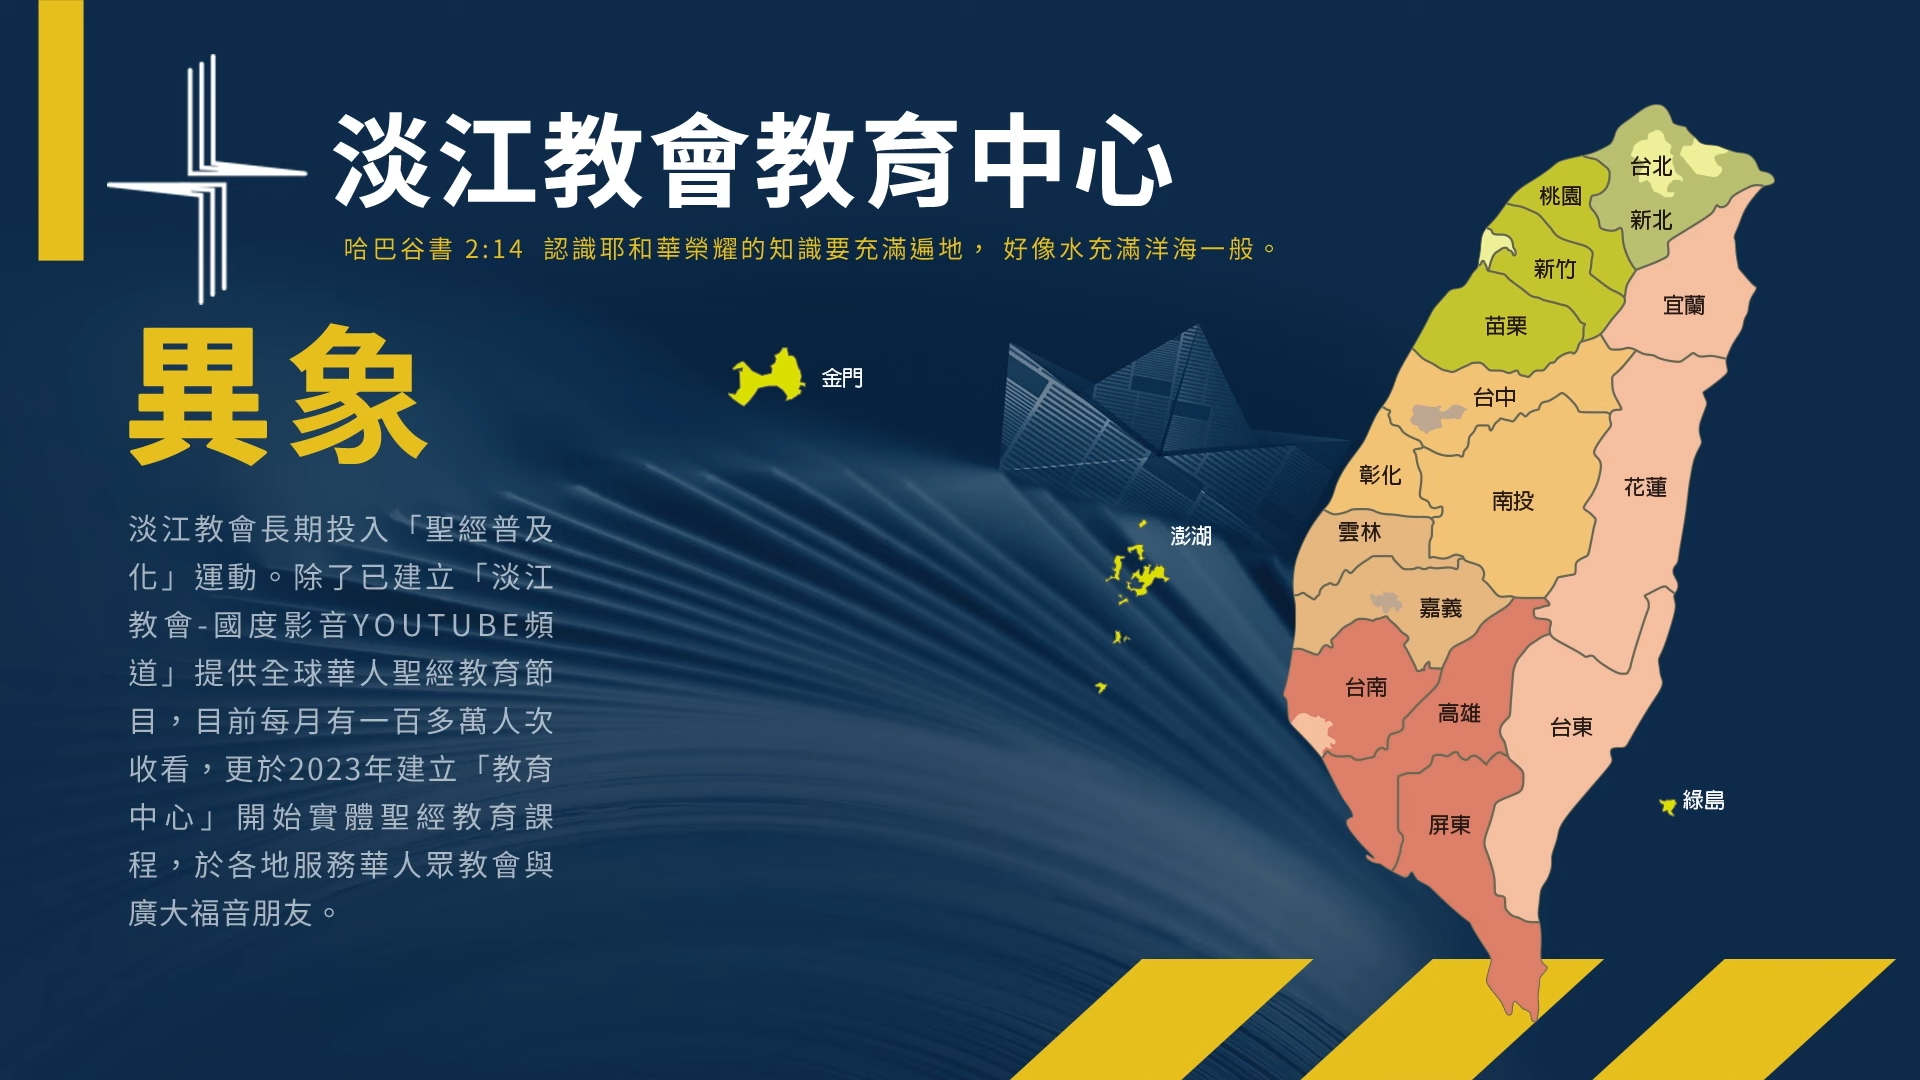 淡江教會教育中心
哈巴谷書 2:14 認識耶和華榮耀的知識要充滿遍地， 好像水充滿洋海一般。
異象
淡江教會長期投入「聖經普及
化」運動。除了已建立「淡江
教會-國度影音YOUTUBE頻
道」提供全球華人聖經教育節
目，目前每月有一百多萬人次
收看，更於2023年建立「教育
中心」開始實體聖經教育課
程，於各地服務華人眾教會與
廣大福音朋友。
金門
澎湖
台北
桃園
新北
新竹
宜蘭
苗栗
台中
彰化
南投
花蓮
雲林
嘉義
台南
高雄
台東
綠島
屏東